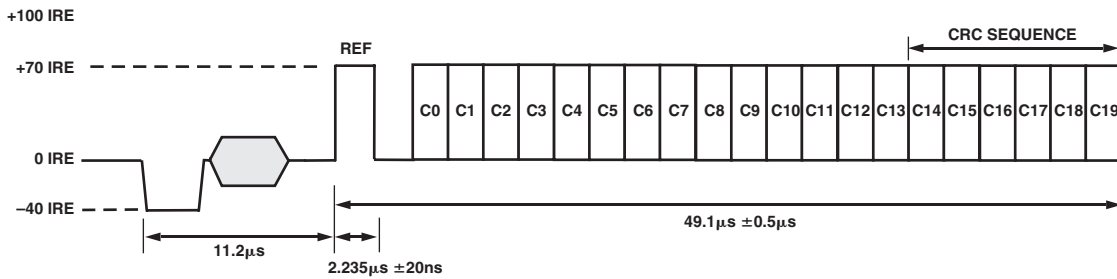 +100 IRE
REF
CRC SEQUENCE
+70 IRE
C0 C1 C2 C3 C4 C5 C6 C7 C8 C9 C10 C11 C12 C13 C14 C15 C16 C17 C18 C19
0 IRE
–40 IRE
49.1µs ±0.5µs
11.2µs
2.235µs ±20ns